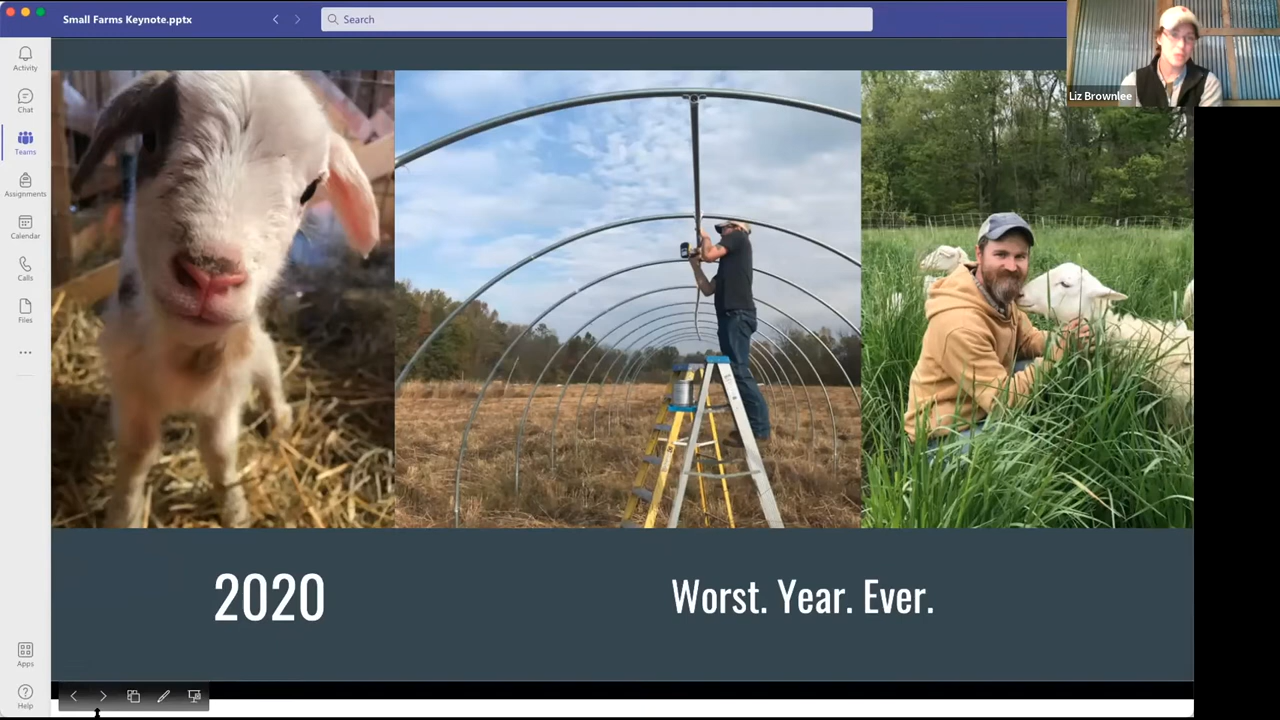 Small Farms Keynote.pptx
Search
Activity
Chat
Teams
Assignments
Calendar
Calls
Files
Liz Brownlee
2020
Worst. Year. Ever.
Apps
Help